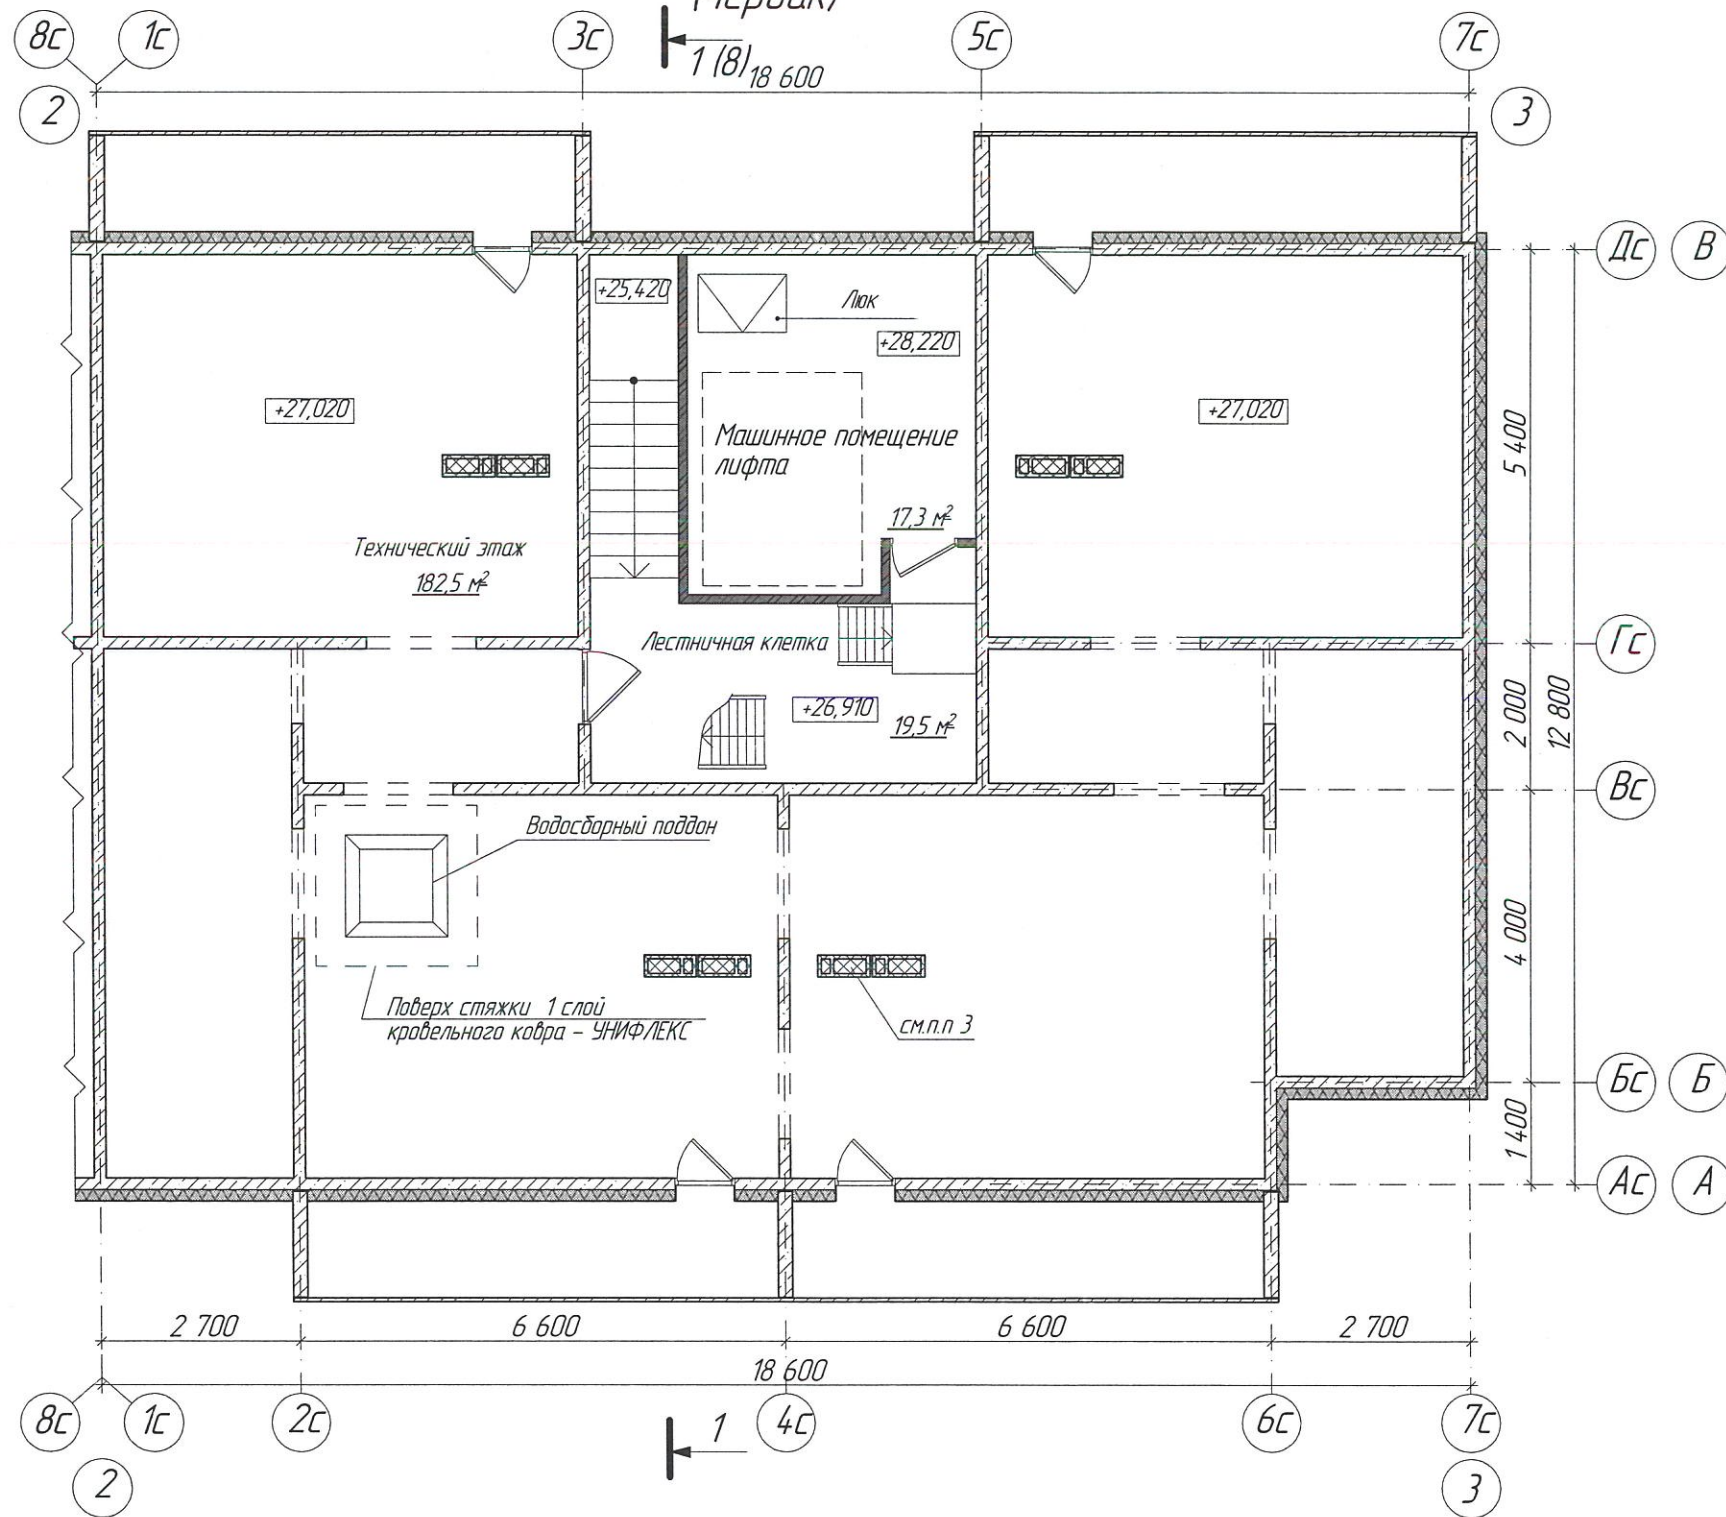 8с
1с
3с
1 (8)
5с
7с
18 600
2
3
Дс
В
+25,420
Люк
+28,220
+27,020
+27,020
Машинное помещение
лифта
5 400
17,3 м²
Технический этаж
182,5 м²
Лестничная клетка
Гс
+26,910
19,5 м²
2 000
12 800
Вс
Водосборный поддон
4 000
Поверх стяжки 1 слой
кровельного ковра – УНИФЛЕКС
см.п.п 3
Бс
Б
1 400
Ас
А
2 700
6 600
6 600
2 700
18 600
8с
1с
2с
1
4с
6с
7с
2
3